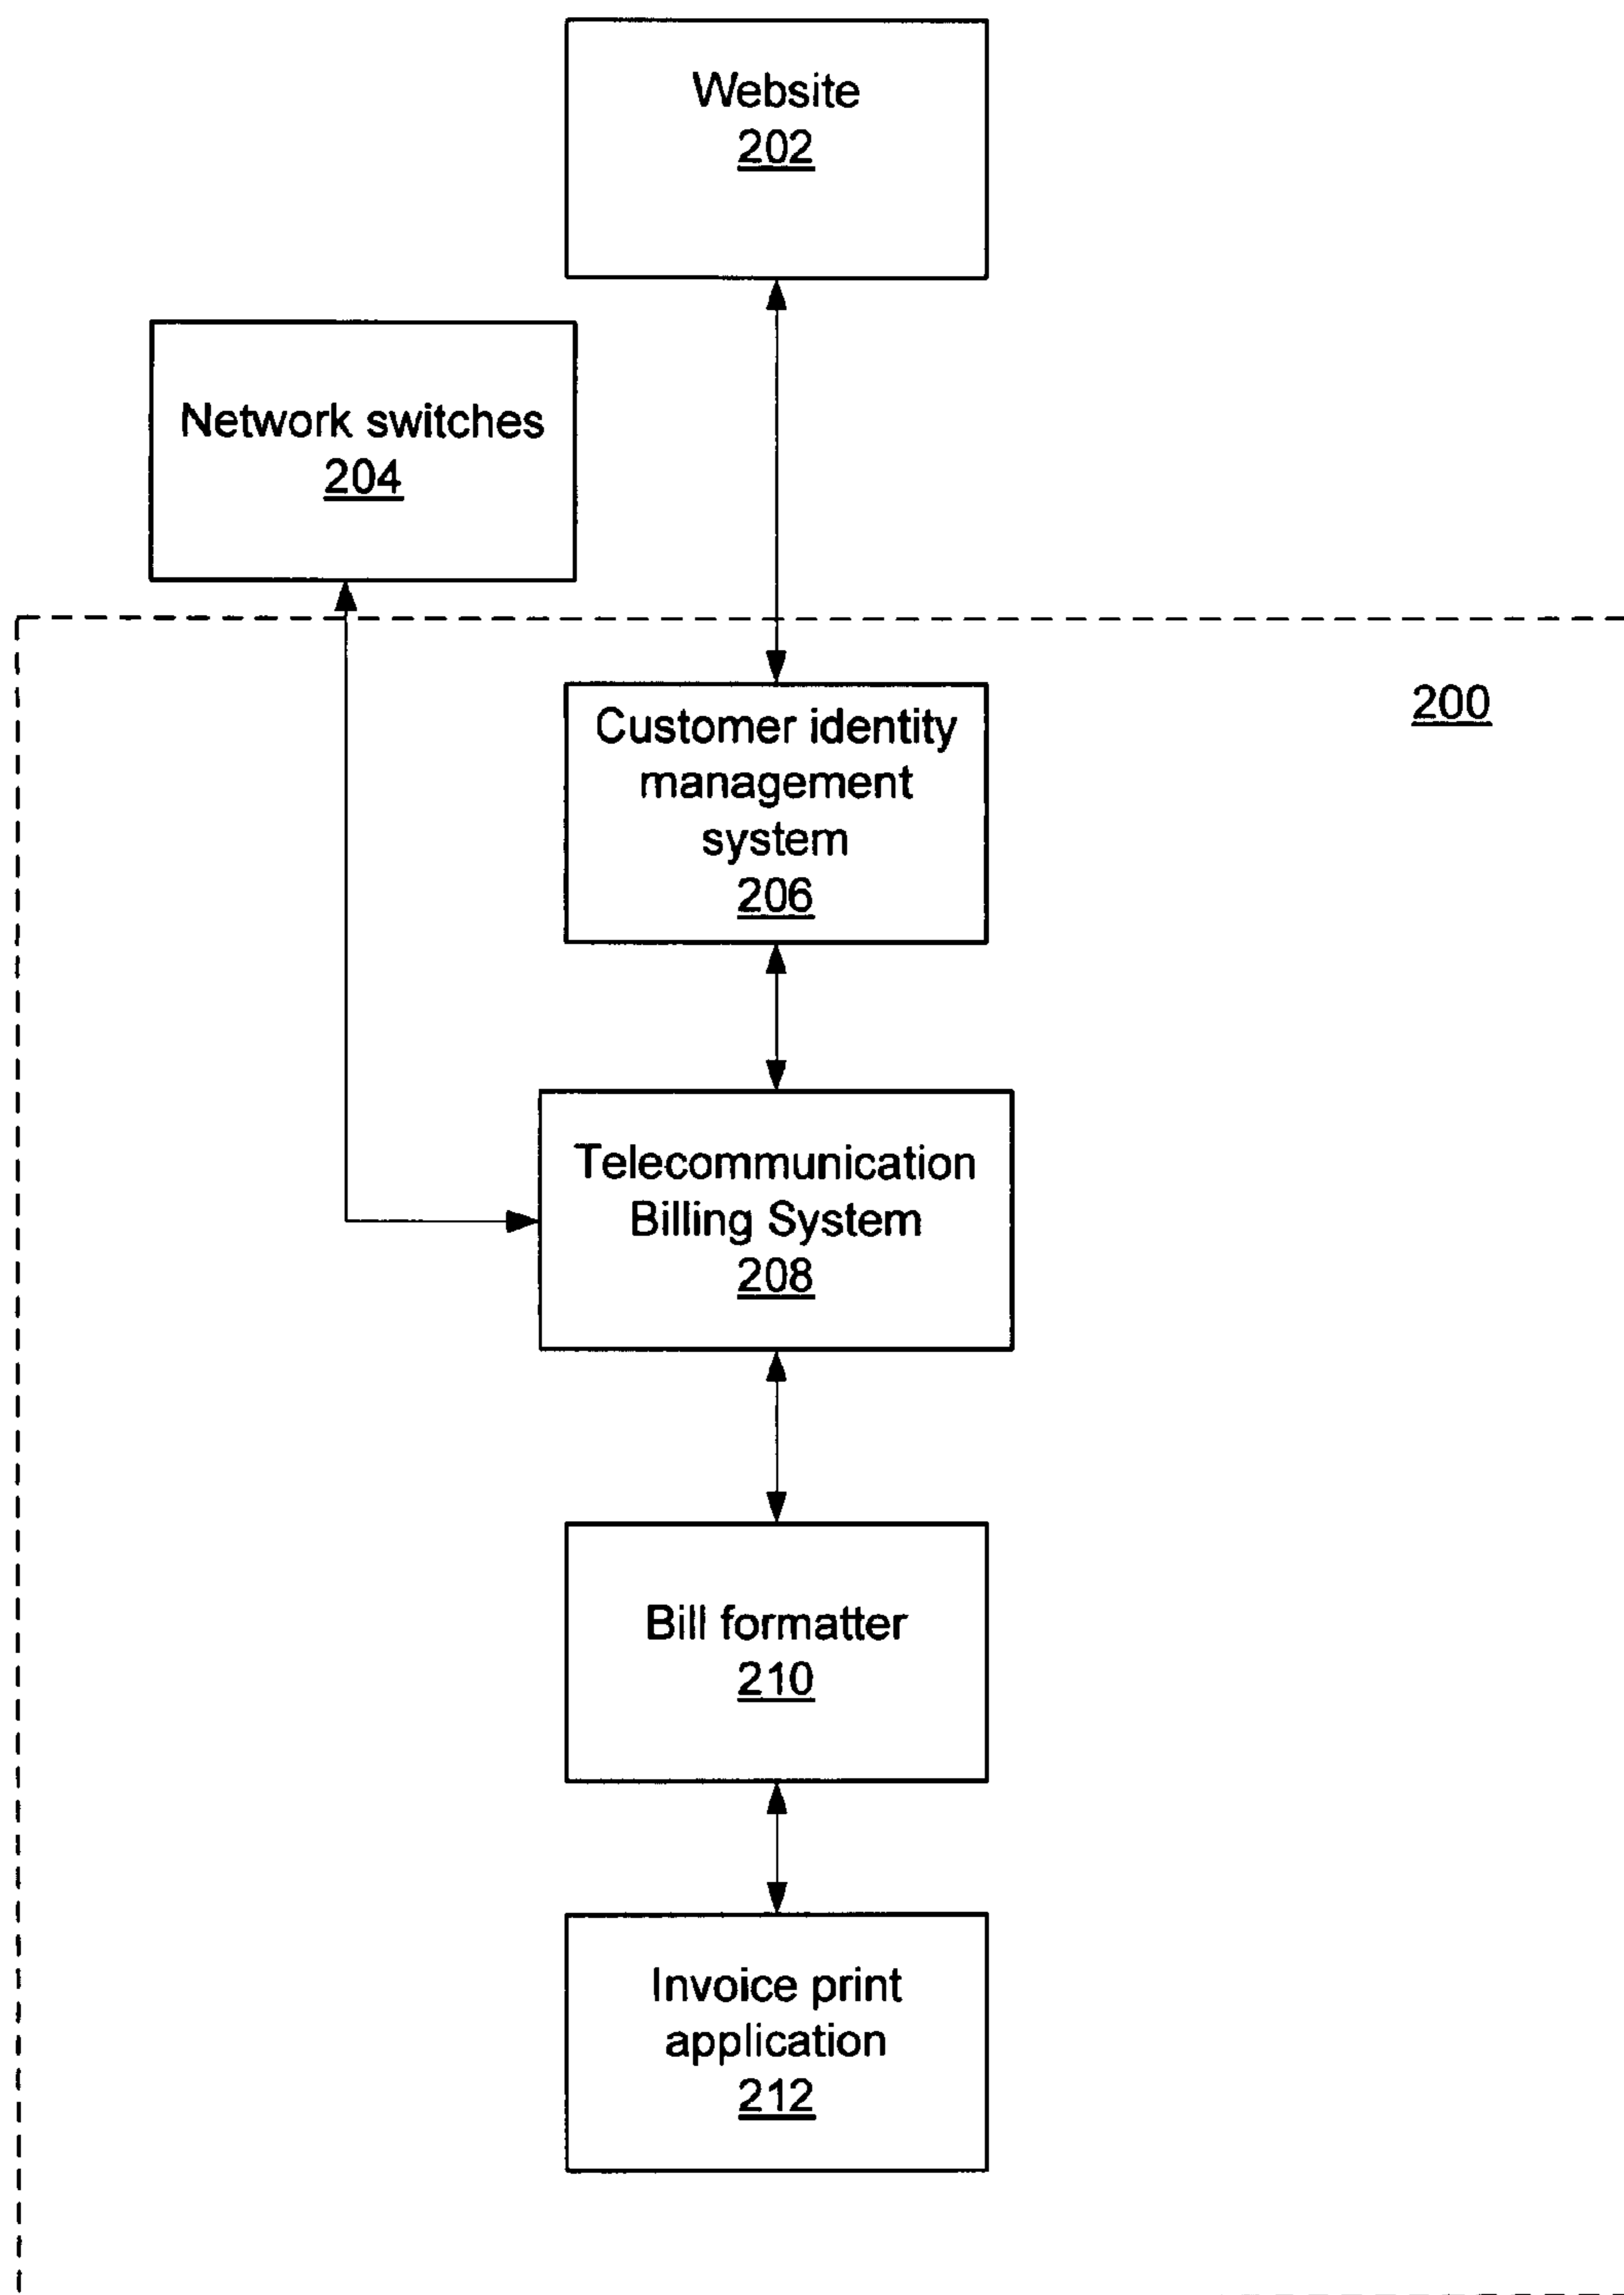 Website
202
Network switches
204
200
Customer identity
management
system
206
Telecommunication
Billing System
208
Bill formatter
210
Invoice print
application
212